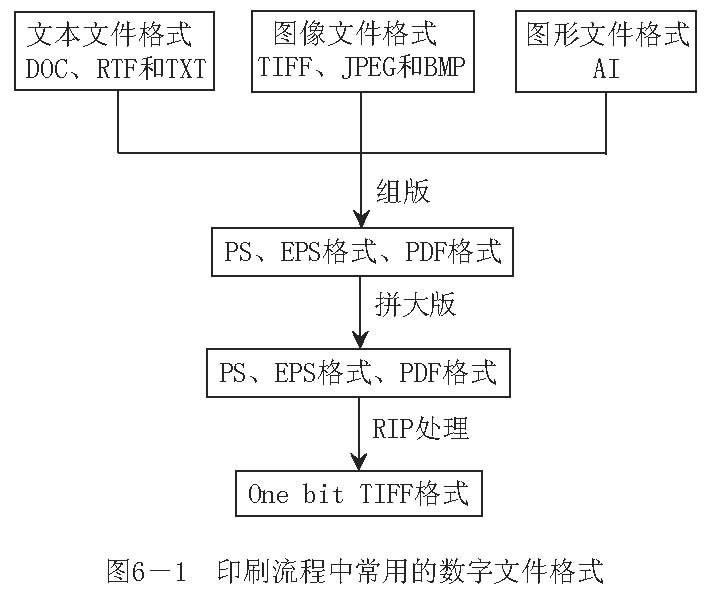 文本文件格式
DOC、RTF和TXT
图像文件格式
TIFF、JPEG和BMP
图形文件格式
AI
组版
PS、EPS格式、PDF格式
拼大版
PS、EPS格式、PDF格式
RIP处理
One bit TIFF格式
图6－1 印刷流程中常用的数字文件格式